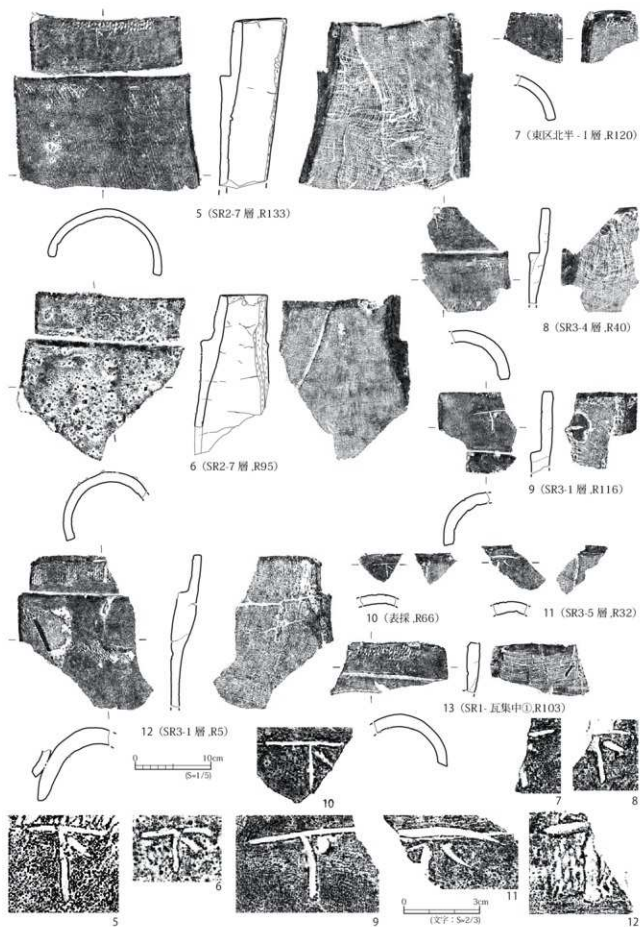 5 (SR2-7 層 ,R133)
7 (東区北半 - 1 層 ,R120)
8 (SR3-4 層 ,R40)
6 (SR2-7 層 ,R95)
9 (SR3-1 層 ,R116)
10 (表採 ,R66)
11 (SR3-5 層 ,R32)
12 (SR3-1 層 ,R5)
0 10cm
(S=1/5)
13 (SR1- 瓦集中① ,R103)
10
7
8
5
6
9
11
0 3cm
(文字：S=2/3)
12